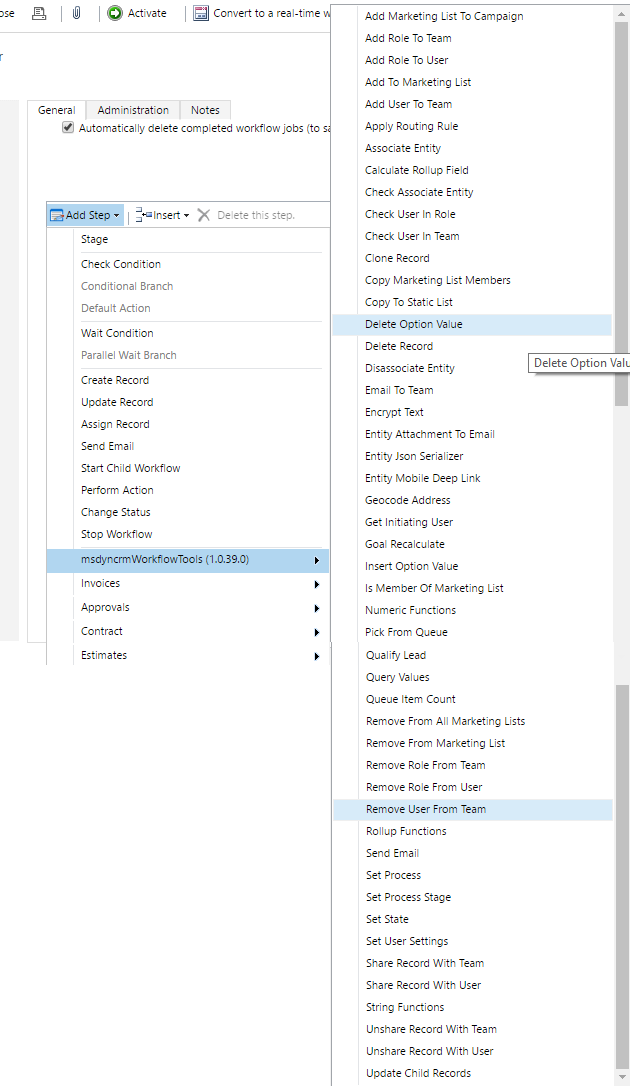 ose
Activate
Convert to a real-time w
r
General
Administration
Notes
Automatically delete completed workflow jobs (to sa
Add Step
Insert
Delete this step.
Stage
Check Condition
Conditional Branch
Default Action
Wait Condition
Parallel Wait Branch
Create Record
Update Record
Assign Record
Send Email
Start Child Workflow
Perform Action
Change Status
Stop Workflow
msdyncrmWorkflowTools (1.0.39.0)
Invoices
Approvals
Contract
Estimates
Add Marketing List To Campaign
Add Role To Team
Add Role To User
Add To Marketing List
Add User To Team
Apply Routing Rule
Associate Entity
Calculate Rollup Field
Check Associate Entity
Check User In Role
Check User In Team
Clone Record
Copy Marketing List Members
Copy To Static List
Delete Option Value
Delete Record
Delete Option Valu
Disassociate Entity
Email To Team
Encrypt Text
Entity Attachment To Email
Entity Json Serializer
Entity Mobile Deep Link
Geocode Address
Get Initiating User
Goal Recalculate
Insert Option Value
Is Member Of Marketing List
Numeric Functions
Pick From Queue
Qualify Lead
Query Values
Queue Item Count
Remove From All Marketing Lists
Remove From Marketing List
Remove Role From Team
Remove Role From User
Remove User From Team
Rollup Functions
Send Email
Set Process
Set Process Stage
Set State
Set User Settings
Share Record With Team
Share Record With User
String Functions
Unshare Record With Team
Unshare Record With User
Update Child Records